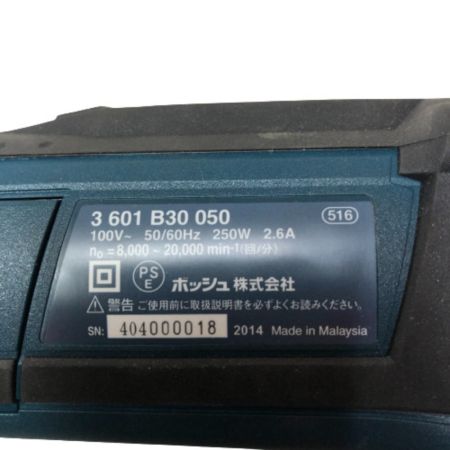 3 601 B30 050 516
100V~ 50/60Hz 250W 2.6A
n₀ = 8,000 ~ 20,000 min⁻¹(回/分)
PS E ボッシュ株式会社
警告 ご使用前に取扱説明書を必ずよくお読みください。
SN: 404000018 2014 Made in Malaysia